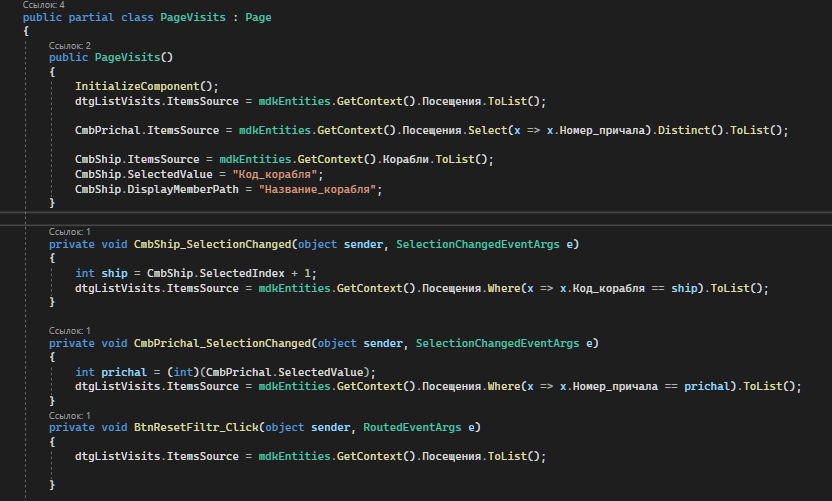 Ссылок: 4
public partial class PageVisits : Page
{
Ссылок: 2
public PageVisits()
{
InitializeComponent();
dtgListVisits.ItemsSource = mdkEntities.GetContext().Посещения.ToList();
CmbPrichal.ItemsSource = mdkEntities.GetContext().Посещения.Select(x => x.Номер_причала).Distinct().ToList();
CmbShip.ItemsSource = mdkEntities.GetContext().Корабли.ToList();
CmbShip.SelectedValue = "Код_корабля";
CmbShip.DisplayMemberPath = "Название_корабля";
}
Ссылок: 1
private void CmbShip_SelectionChanged(object sender, SelectionChangedEventArgs e)
{
int ship = CmbShip.SelectedIndex + 1;
dtgListVisits.ItemsSource = mdkEntities.GetContext().Посещения.Where(x => x.Код_корабля == ship).ToList();
}
Ссылок: 1
private void CmbPrichal_SelectionChanged(object sender, SelectionChangedEventArgs e)
{
int prichal = (int)(CmbPrichal.SelectedValue);
dtgListVisits.ItemsSource = mdkEntities.GetContext().Посещения.Where(x => x.Номер_причала == prichal).ToList();
}
Ссылок: 1
private void BtnResetFiltr_Click(object sender, RoutedEventArgs e)
{
dtgListVisits.ItemsSource = mdkEntities.GetContext().Посещения.ToList();
}